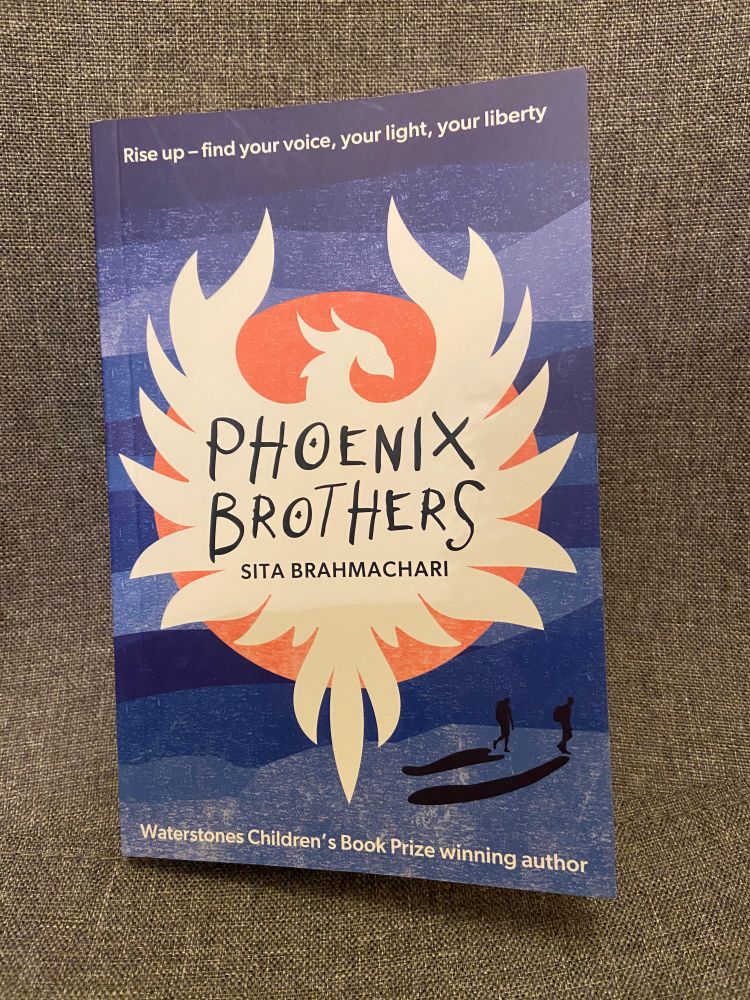 Rise up – find your voice, your light, your liberty
PHOENIX
BROTHERS
SITA BRAHMACHARI
Waterstones Children's Book Prize winning author